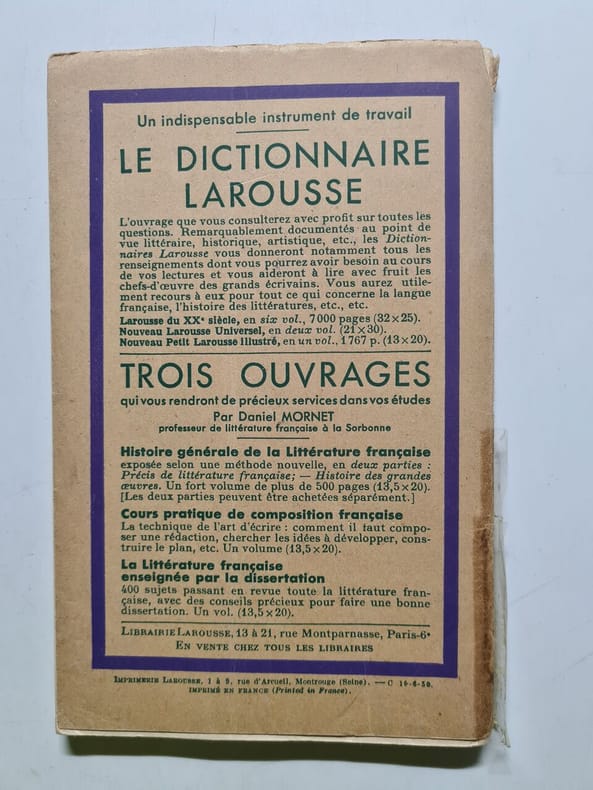 Un indispensable instrument de travail
LE DICTIONNAIRE
LAROUSSE
L'ouvrage que vous consulterez avec profit sur toutes les
questions. Remarquablement documentés au point de
vue littéraire, historique, artistique, etc., les Diction-
naires Larousse vous donneront notamment tous les
renseignements dont vous pourrez avoir besoin au cours
de vos lectures et vous aideront à lire avec fruit les
chefs-d'œuvre des grands écrivains. Vous aurez utile-
ment recours à eux pour tout ce qui concerne la langue
française, l'histoire des littératures, etc., etc.
Larousse du XXe siècle, en six vol., 7 000 pages (32×25).
Nouveau Larousse Universel, en deux vol. (21×30).
Nouveau Petit Larousse Illustré, en un vol., 1767 p. (13×20).
TROIS OUVRAGES
qui vous rendront de précieux services dans vos études
Par Daniel MORNET
professeur de littérature française à la Sorbonne
Histoire générale de la Littérature française
exposée selon une méthode nouvelle, en deux parties :
Précis de littérature française; — Histoire des grandes
œuvres. Un fort volume de plus de 500 pages (13,5×20).
[Les deux parties peuvent être achetées séparément.]
Cours pratique de composition française
La technique de l'art d'écrire : comment il faut compo-
ser une rédaction, chercher les idées à développer, cons-
truire le plan, etc. Un volume (13,5×20).
La Littérature française
enseignée par la dissertation
400 sujets passant en revue toute la littérature fran-
çaise, avec des conseils précieux pour faire une bonne
dissertation. Un vol. (13,5×20).
LIBRAIRIE LAROUSSE, 13 à 21, rue Montparnasse, Paris-6e
EN VENTE CHEZ TOUS LES LIBRAIRES
IMPRIMERIE LAROUSSE, 1 à 9, rue d'Arcueil, Montrouge (Seine). — C 10-6-50.
IMPRIMÉ EN FRANCE (Printed in France).